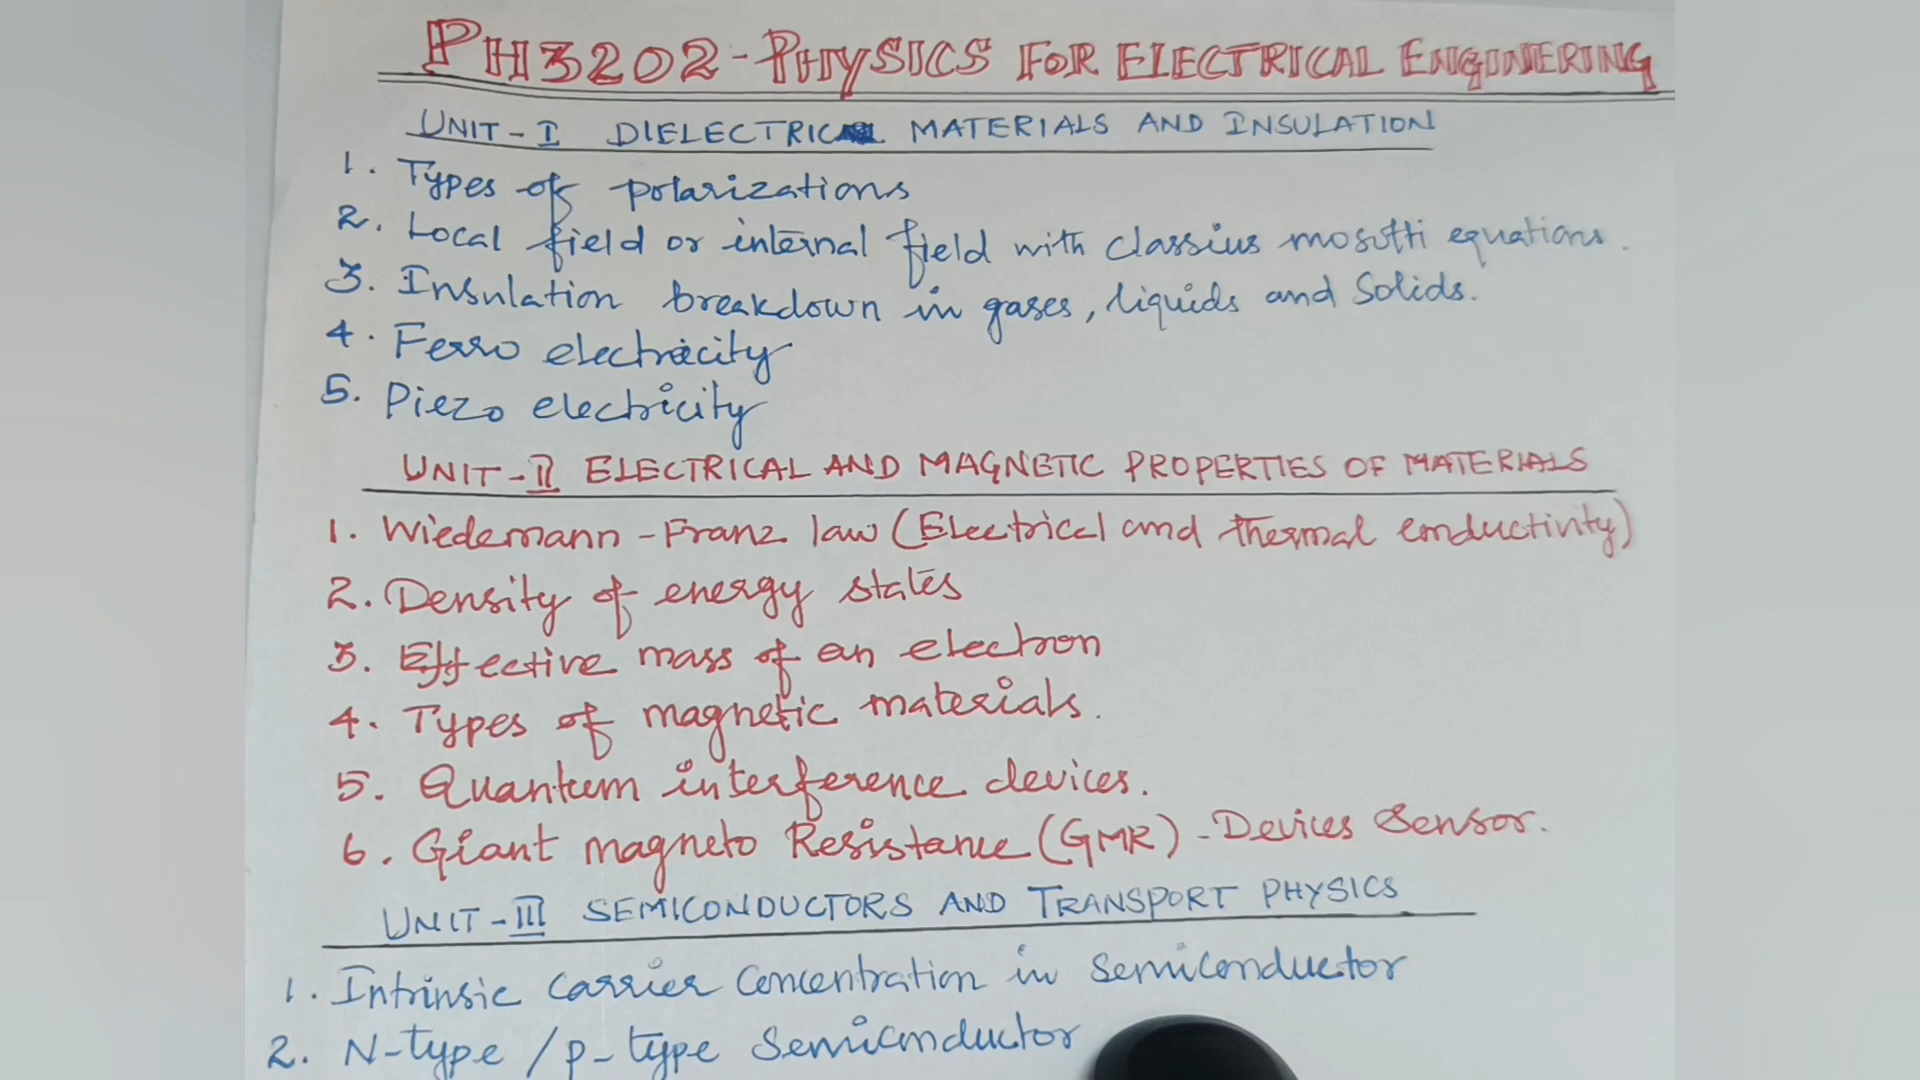 PH3202-PHYSICS FOR ELECTRICAL ENGINEERING
UNIT-I DIELECTRIC MATERIALS AND INSULATION
1. Types of polarizations
2. Local field or internal field with classius mosotti equations.
3. Insulation breakdown in gases, liquids and Solids.
4. Ferro electricity
5. Piezo electricity
UNIT-II ELECTRICAL AND MAGNETIC PROPERTIES OF MATERIALS
1. Wiedemann-Franz law (Electrical and thermal conductivity)
2. Density of energy states
3. Effective mass of an electron
4. Types of magnetic materials.
5. Quantum interference devices.
6. Giant magneto Resistance (GMR) - Devices Sensor.
UNIT-III SEMICONDUCTORS AND TRANSPORT PHYSICS
1. Intrinsic Carrier Concentration in Semiconductor
2. N-type / p-type Semiconductor